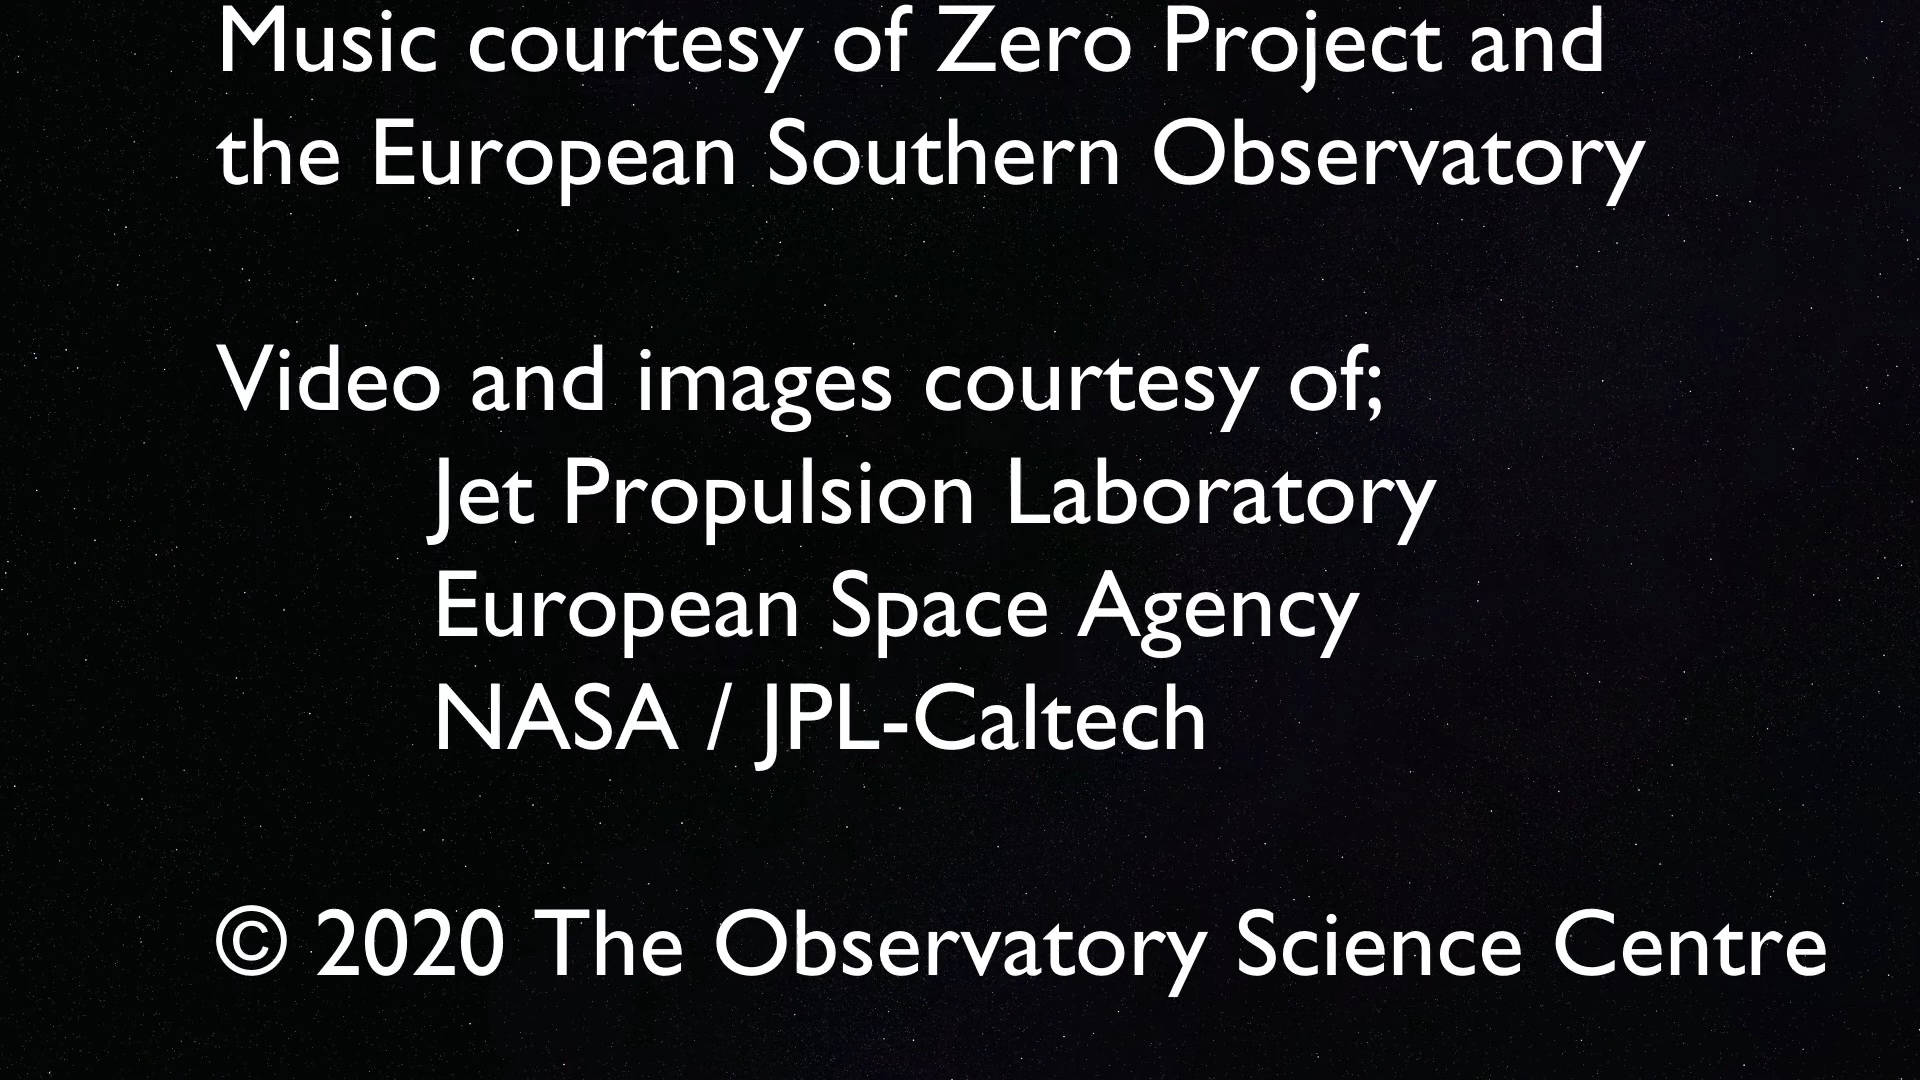 Music courtesy of Zero Project and
the European Southern Observatory
Video and images courtesy of;
Jet Propulsion Laboratory
European Space Agency
NASA / JPL-Caltech
© 2020 The Observatory Science Centre